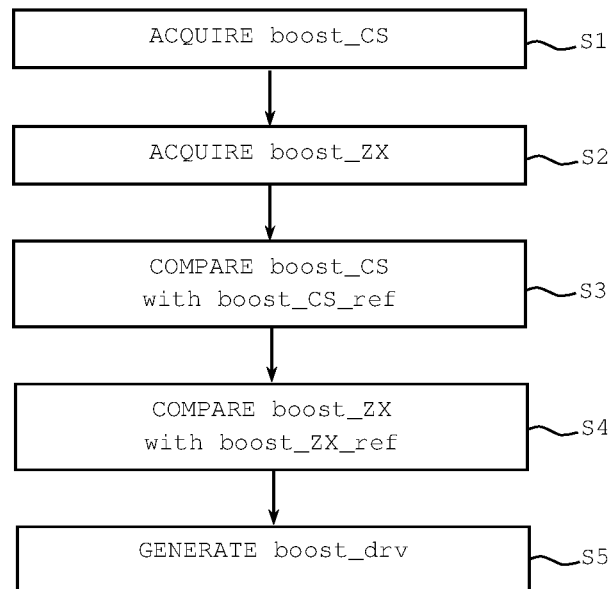 ACQUIRE boost_CS
S1
ACQUIRE boost_ZX
S2
COMPARE boost_CS
with boost_CS_ref
S3
COMPARE boost_ZX
with boost_ZX_ref
S4
GENERATE boost_drv
S5